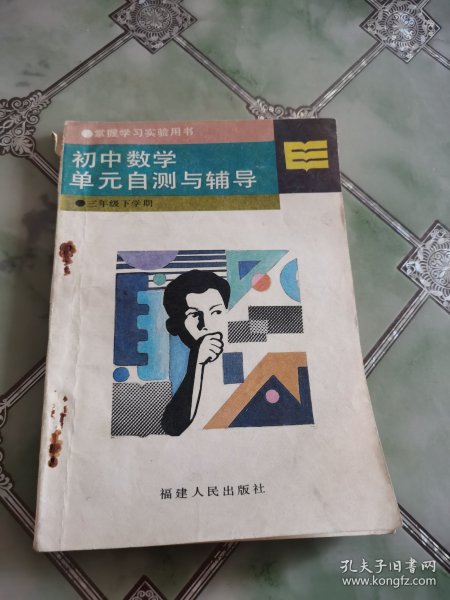 ●掌握学习实验用书
初中数学
单元自测与辅导
●三年级下学期
福建人民出版社
孔夫子旧书网
www.kongfz.com